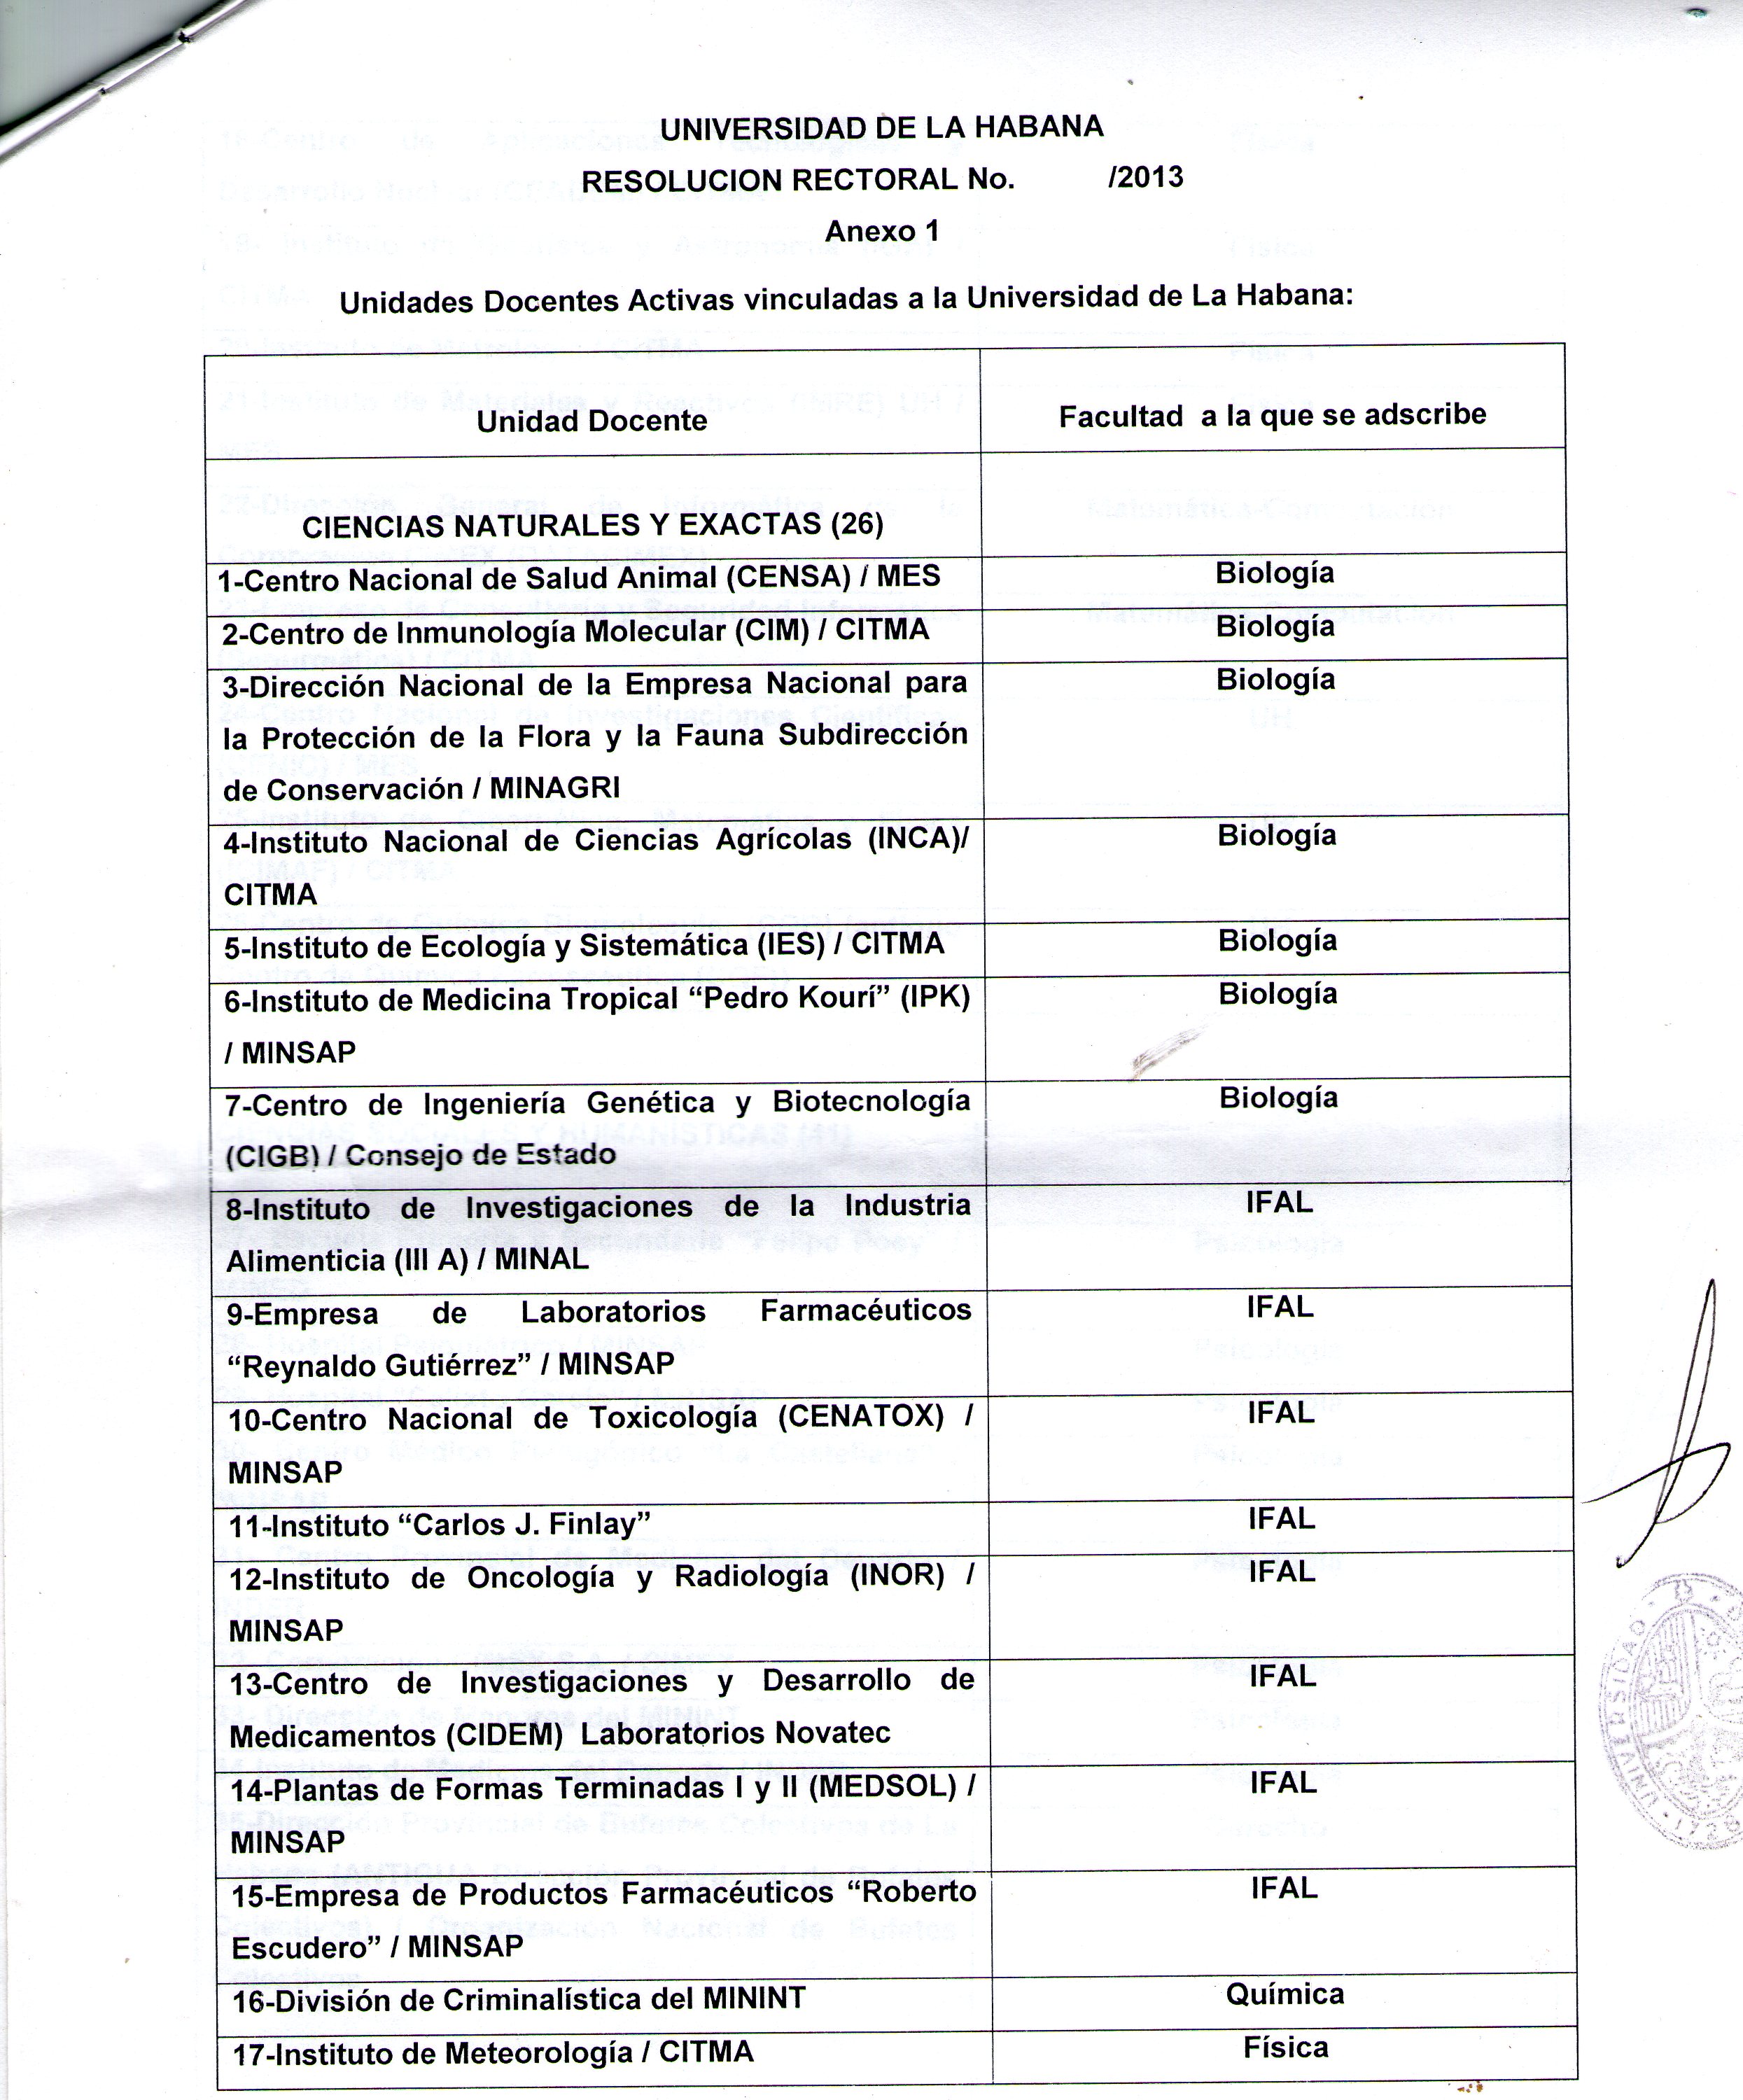 UNIVERSIDAD DE LA HABANA
RESOLUCION RECTORAL No. /2013
Anexo 1
Unidades Docentes Activas vinculadas a la Universidad de La Habana:
Unidad Docente
Facultad a la que se adscribe
CIENCIAS NATURALES Y EXACTAS (26)
1-Centro Nacional de Salud Animal (CENSA) / MES
Biología
2-Centro de Inmunología Molecular (CIM) / CITMA
Biología
3-Dirección Nacional de la Empresa Nacional para
la Protección de la Flora y la Fauna Subdirección
de Conservación / MINAGRI
Biología
4-Instituto Nacional de Ciencias Agrícolas (INCA)/
CITMA
Biología
5-Instituto de Ecología y Sistemática (IES) / CITMA
Biología
6-Instituto de Medicina Tropical “Pedro Kourí” (IPK)
/ MINSAP
Biología
7-Centro de Ingeniería Genética y Biotecnología
(CIGB) / Consejo de Estado
Biología
8-Instituto de Investigaciones de la Industria
Alimenticia (III A) / MINAL
IFAL
9-Empresa de Laboratorios Farmacéuticos
“Reynaldo Gutiérrez” / MINSAP
IFAL
10-Centro Nacional de Toxicología (CENATOX) /
MINSAP
IFAL
11-Instituto “Carlos J. Finlay”
IFAL
12-Instituto de Oncología y Radiología (INOR) /
MINSAP
IFAL
13-Centro de Investigaciones y Desarrollo de
Medicamentos (CIDEM) Laboratorios Novatec
IFAL
14-Plantas de Formas Terminadas I y II (MEDSOL) /
MINSAP
IFAL
15-Empresa de Productos Farmacéuticos “Roberto
Escudero” / MINSAP
IFAL
16-División de Criminalística del MININT
Química
17-Instituto de Meteorología / CITMA
Física
UNIVERSIDAD
1728